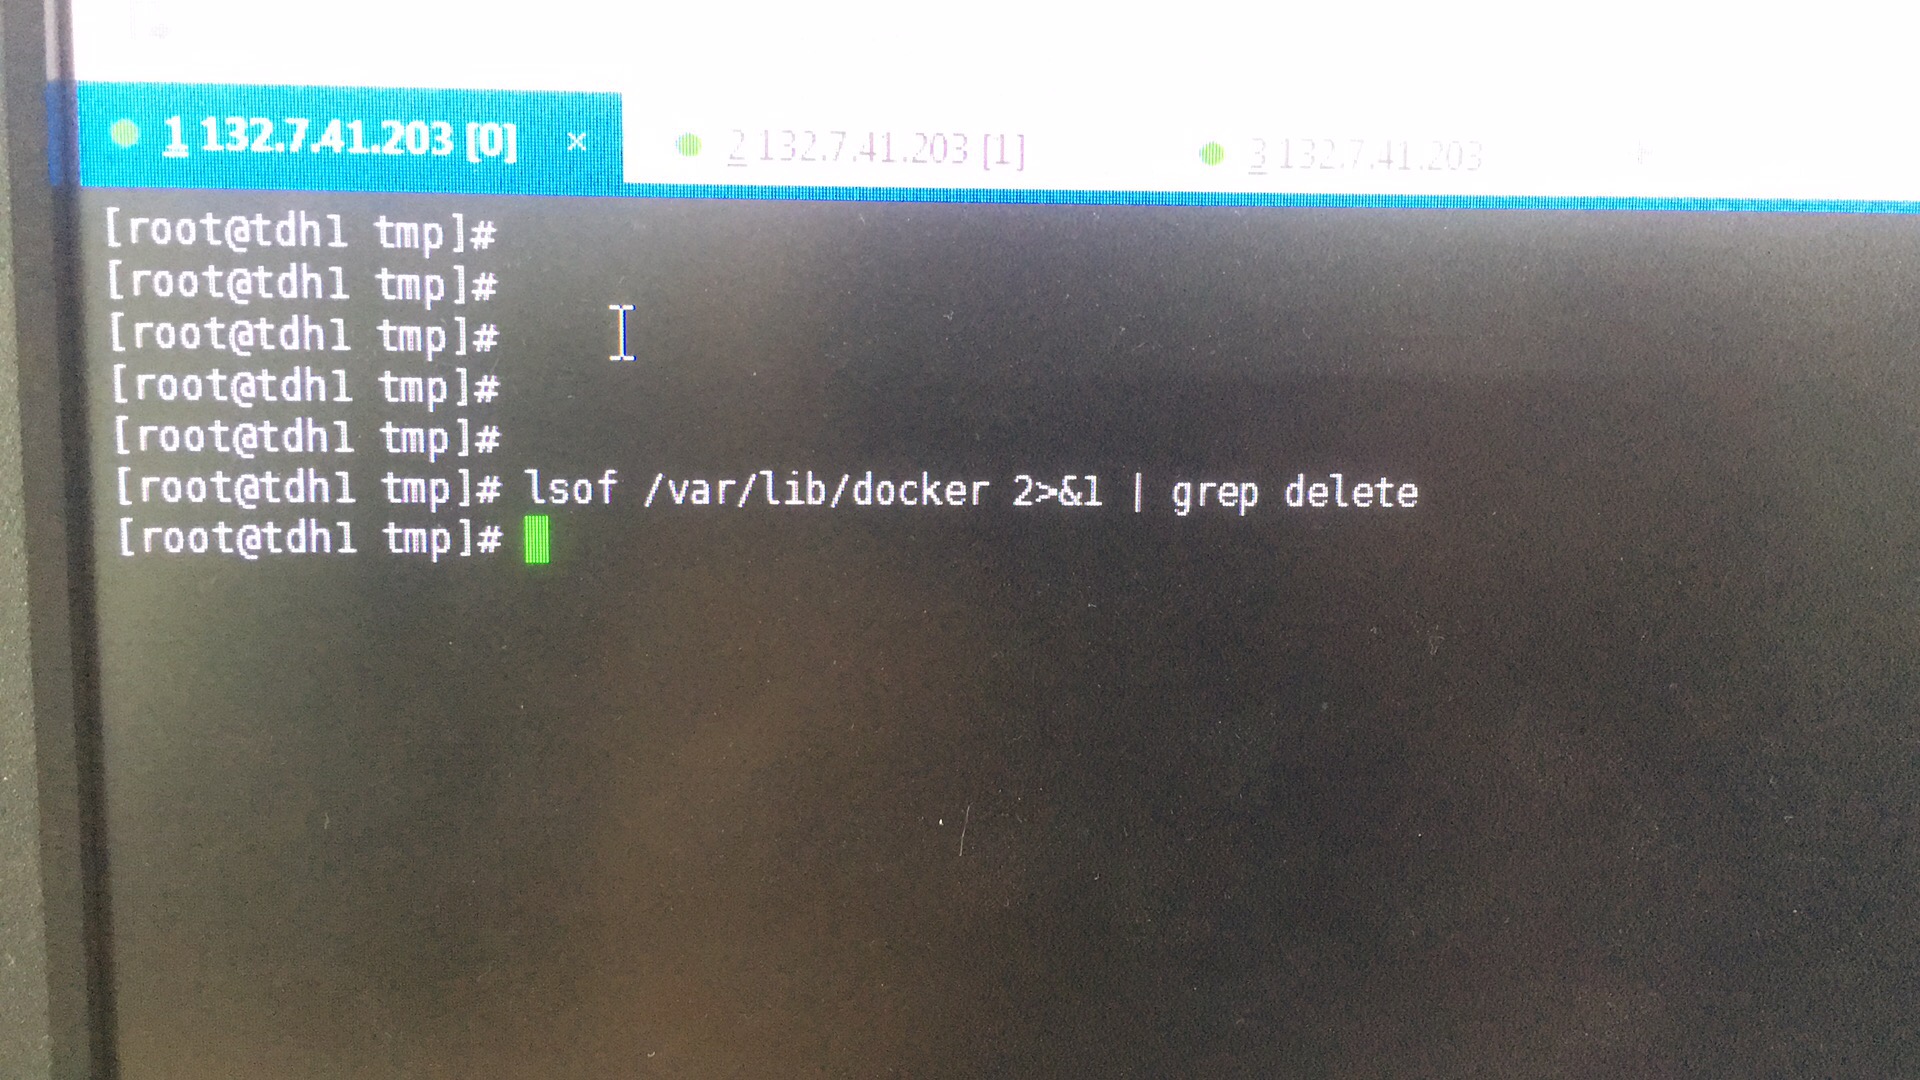 1 132.7.41.203 [0] × 2 132.7.41.203 [1] 3 132.7.41.203
[root@tdh1 tmp]#
[root@tdh1 tmp]#
[root@tdh1 tmp]#
[root@tdh1 tmp]#
[root@tdh1 tmp]#
[root@tdh1 tmp]# lsof /var/lib/docker 2>&1 | grep delete
[root@tdh1 tmp]#